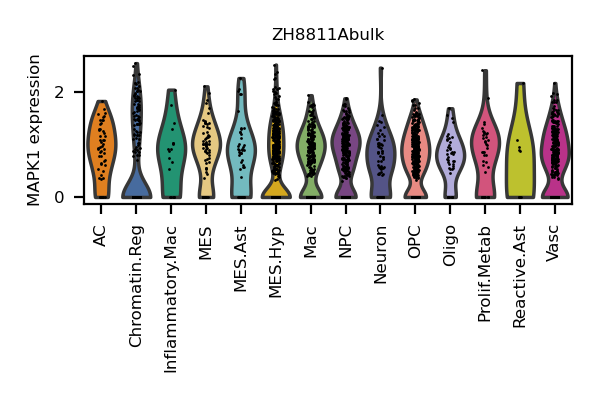 ZH8811Abulk
MAPK1 expression
2
0
AC
Chromatin.Reg
Inflammatory.Mac
MES
MES.Ast
MES.Hyp
Mac
NPC
Neuron
OPC
Oligo
Prolif.Metab
Reactive.Ast
Vasc